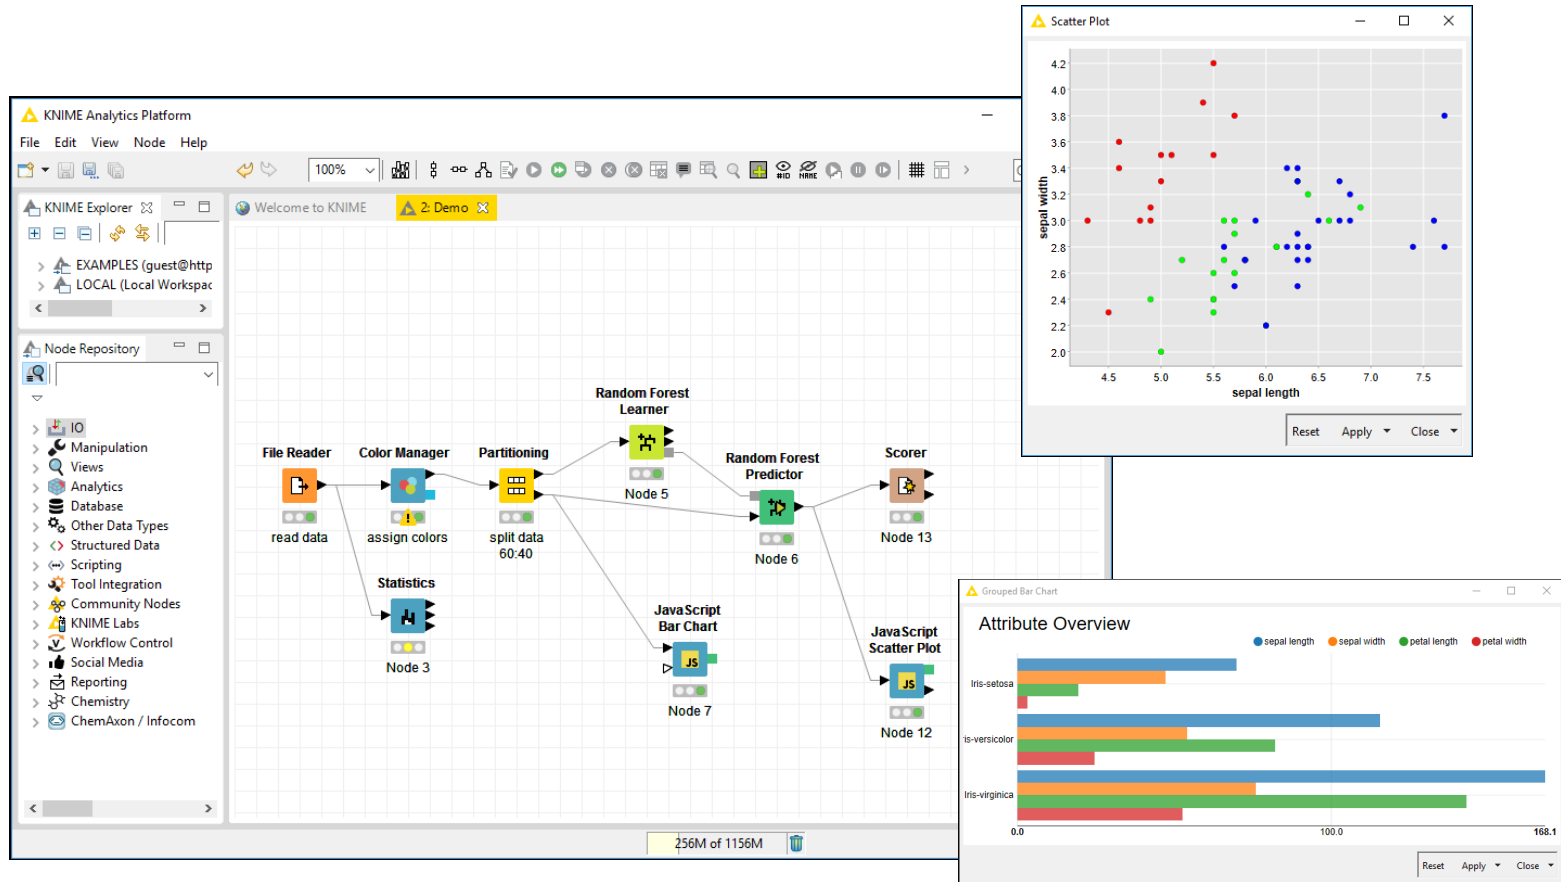 KNIME Analytics Platform
File Edit View Node Help
100%
#ID
NAME
KNIME Explorer
EXAMPLES (guest@http
LOCAL (Local Workspac
Node Repository
IO
Manipulation
Views
Analytics
Database
Other Data Types
Structured Data
Scripting
Tool Integration
Community Nodes
KNIME Labs
Workflow Control
Social Media
Reporting
Chemistry
ChemAxon / Infocom
Welcome to KNIME
2: Demo
File Reader
read data
Color Manager
assign colors
Partitioning
split data
60:40
Statistics
Node 3
Random Forest
Learner
Node 5
Random Forest
Predictor
Node 6
Scorer
Node 13
JavaScript
Bar Chart
JS
Node 7
JavaScript
Scatter Plot
JS
Node 12
256M of 1156M
Scatter Plot
sepal width
4.2
4.0
3.8
3.6
3.4
3.2
3.0
2.8
2.6
2.4
2.2
2.0
4.5 5.0 5.5 6.0 6.5 7.0 7.5
sepal length
Reset Apply Close
Grouped Bar Chart
Attribute Overview
sepal length sepal width petal length petal width
Iris-setosa
ris-versicolor
Iris-virginica
0.0 100.0 168.1
Reset Apply Close